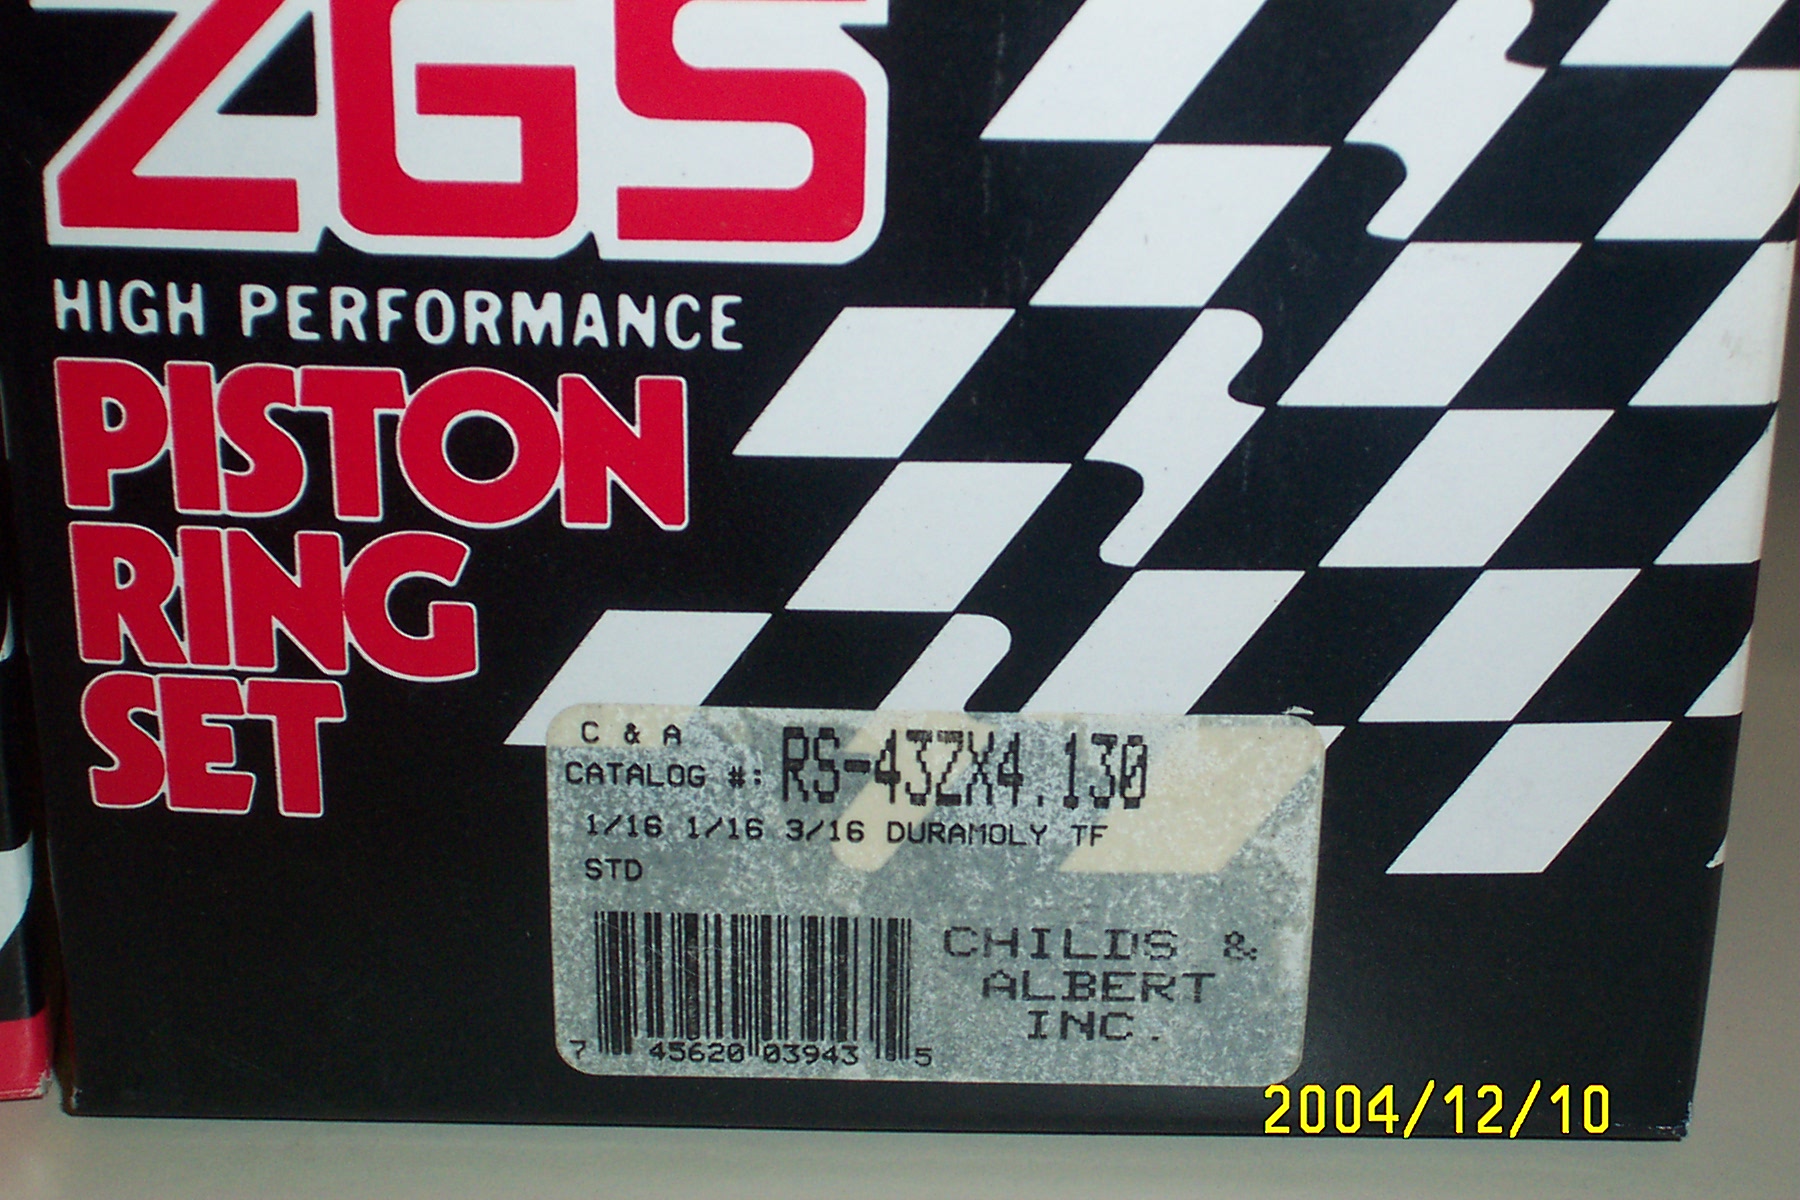 ZGS
HIGH PERFORMANCE
PISTON
RING
SET
C & A
CATALOG #: RS-43ZX4.130
1/16 1/16 3/16 DURAMOLY TF
STD
CHILDS &
ALBERT
INC.
7 45620 03943 5
2004/12/10